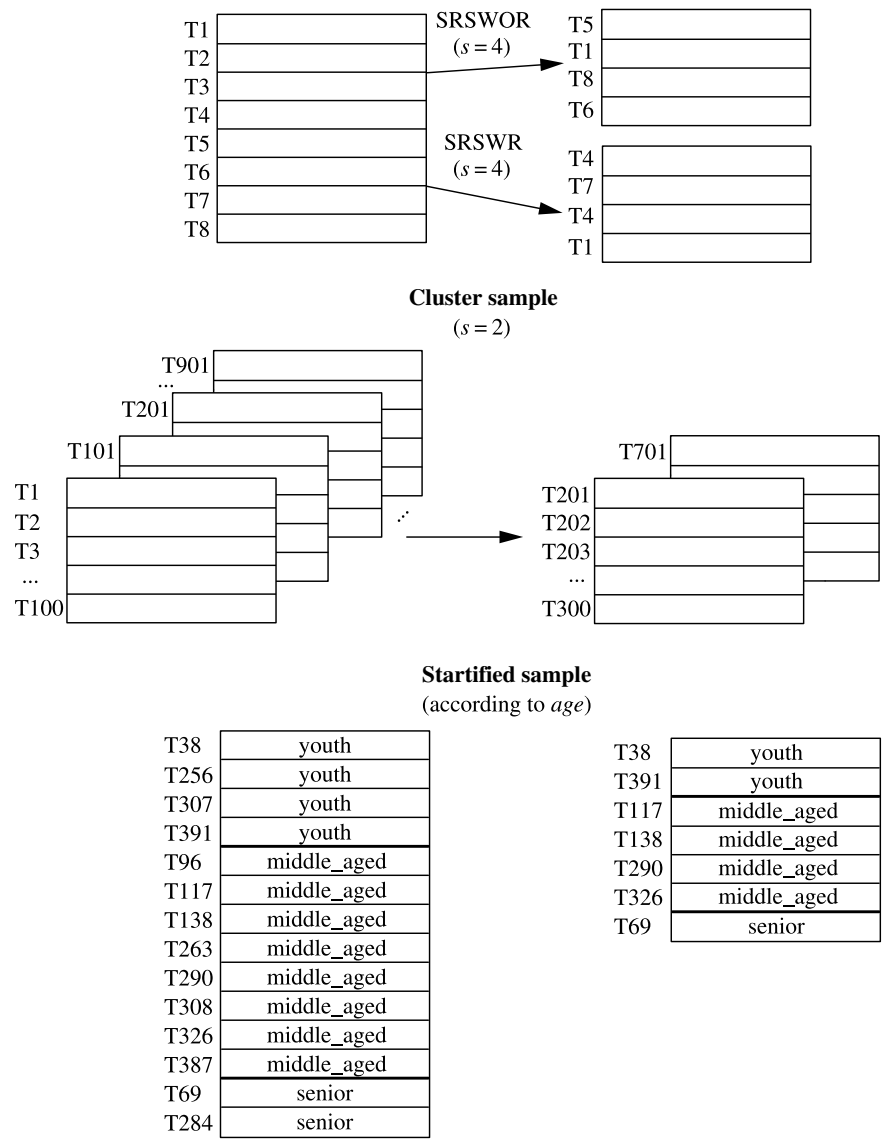 T1
T2
T3
T4
T5
T6
T7
T8
SRSWOR
(s = 4)
SRSWR
(s = 4)
T5
T1
T8
T6
T4
T7
T4
T1
Cluster sample
(s = 2)
T901
...
T201
T101
T1
T2
T3
...
T100
...
T701
T201
T202
T203
...
T300
Startified sample
(according to age)
T38 youth
T256 youth
T307 youth
T391 youth
T96 middle_aged
T117 middle_aged
T138 middle_aged
T263 middle_aged
T290 middle_aged
T308 middle_aged
T326 middle_aged
T387 middle_aged
T69 senior
T284 senior
T38 youth
T391 youth
T117 middle_aged
T138 middle_aged
T290 middle_aged
T326 middle_aged
T69 senior